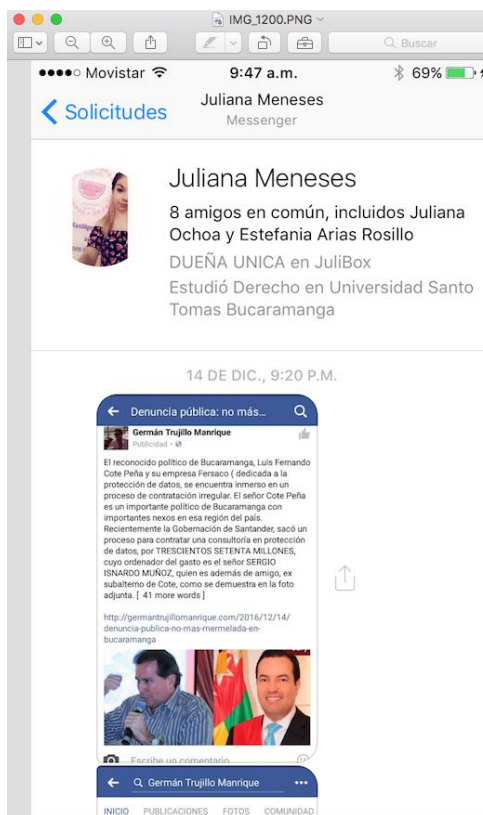 IMG_1200.PNG
Buscar
Movistar 9:47 a.m. 69%
Solicitudes
Juliana Meneses
Messenger
Juliana Meneses
8 amigos en común, incluidos Juliana
Ochoa y Estefania Arias Rosillo
DUEÑA UNICA en JuliBox
Estudió Derecho en Universidad Santo
Tomas Bucaramanga
14 DE DIC., 9:20 P.M.
Denuncia pública: no más...
Germán Trujillo Manrique
Publicidad
El reconocido político de Bucaramanga, Luis Fernando
Cote Peña y su empresa Fersaco ( dedicada a la
protección de datos, se encuentra inmerso en un
proceso de contratación irregular. El señor Cote Peña
es un importante político de Bucaramanga con
importantes nexos en esa región del país.
Recientemente la Gobernación de Santander, sacó un
proceso para contratar una consultoría en protección
de datos, por TRESCIENTOS SETENTA MILLONES,
cuyo ordenador del gasto es el señor SERGIO
ISNARDO MUÑOZ, quien es además de amigo, ex
subalterno de Cote, como se demuestra en la foto
adjunta. [ 41 more words ]
http://germantrujillomanrique.com/2016/12/14/
denuncia-publica-no-mas-mermelada-en-
bucaramanga
Escribe un comentario
Germán Trujillo Manrique
INICIO PUBLICACIONES FOTOS COMUNIDAD